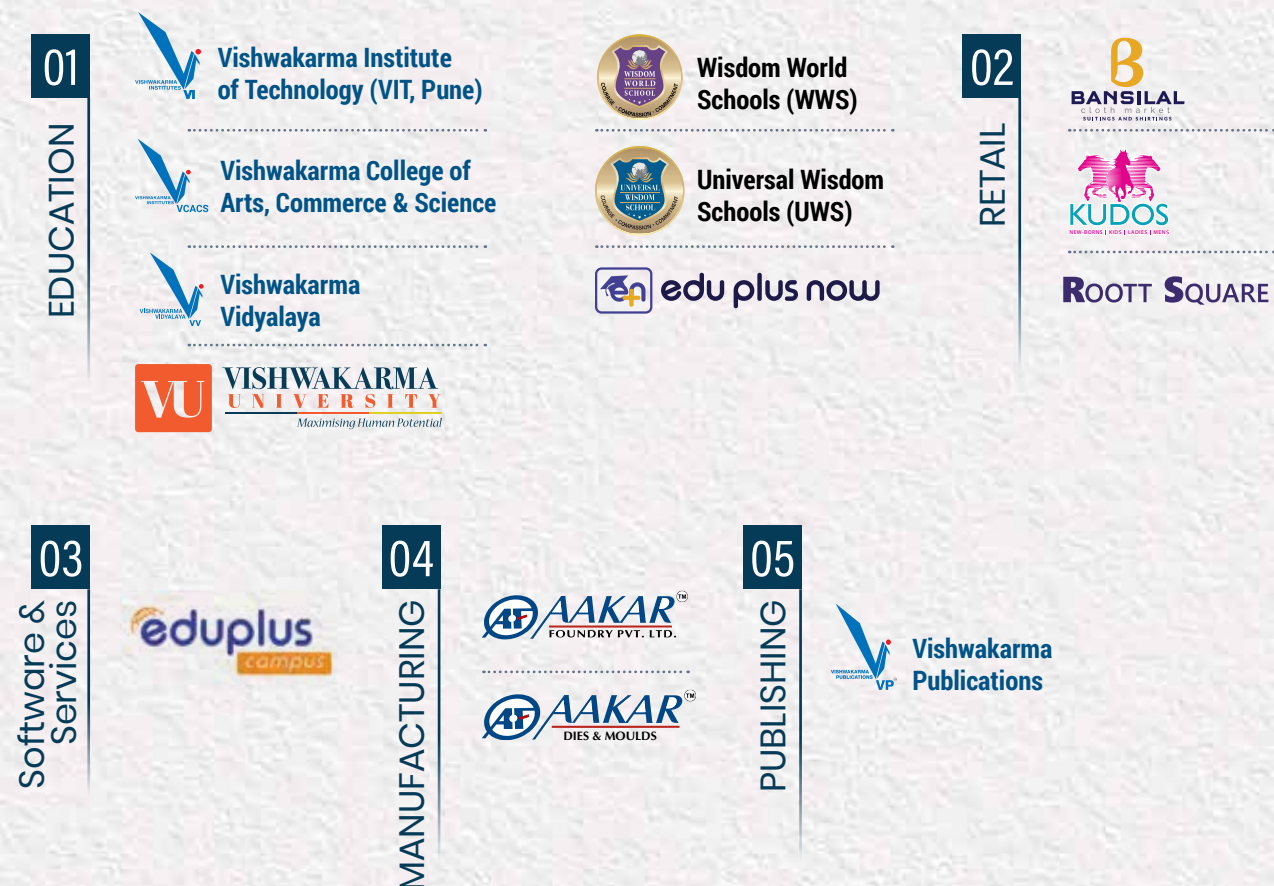 01
EDUCATION
VISHWAKARMA
INSTITUTES
VI
Vishwakarma Institute
of Technology (VIT, Pune)
VISHWAKARMA
INSTITUTES
VCACS
Vishwakarma College of
Arts, Commerce & Science
VISHWAKARMA
VIDYALAYA
VV
Vishwakarma
Vidyalaya
VU
VISHWAKARMA
UNIVERSITY
Maximising Human Potential
WISDOM
WORLD
SCHOOL
COURAGE • COMPASSION • COMMITMENT
Wisdom World
Schools (WWS)
UNIVERSAL
WISDOM
SCHOOL
COURAGE • COMPASSION • COMMITMENT
Universal Wisdom
Schools (UWS)
e+n
edu plus now
02
RETAIL
B
BANSILAL
cloth market
SUITINGS AND SHIRTINGS
KUDOS
NEW-BORNS | KIDS | LADIES | MENS
ROOTT SQUARE
03
Software &
Services
eduplus
campus
04
MANUFACTURING
AF AAKAR TM
FOUNDRY PVT. LTD.
AF AAKAR TM
DIES & MOULDS
05
PUBLISHING
VISHWAKARMA
PUBLICATIONS
VP
Vishwakarma
Publications